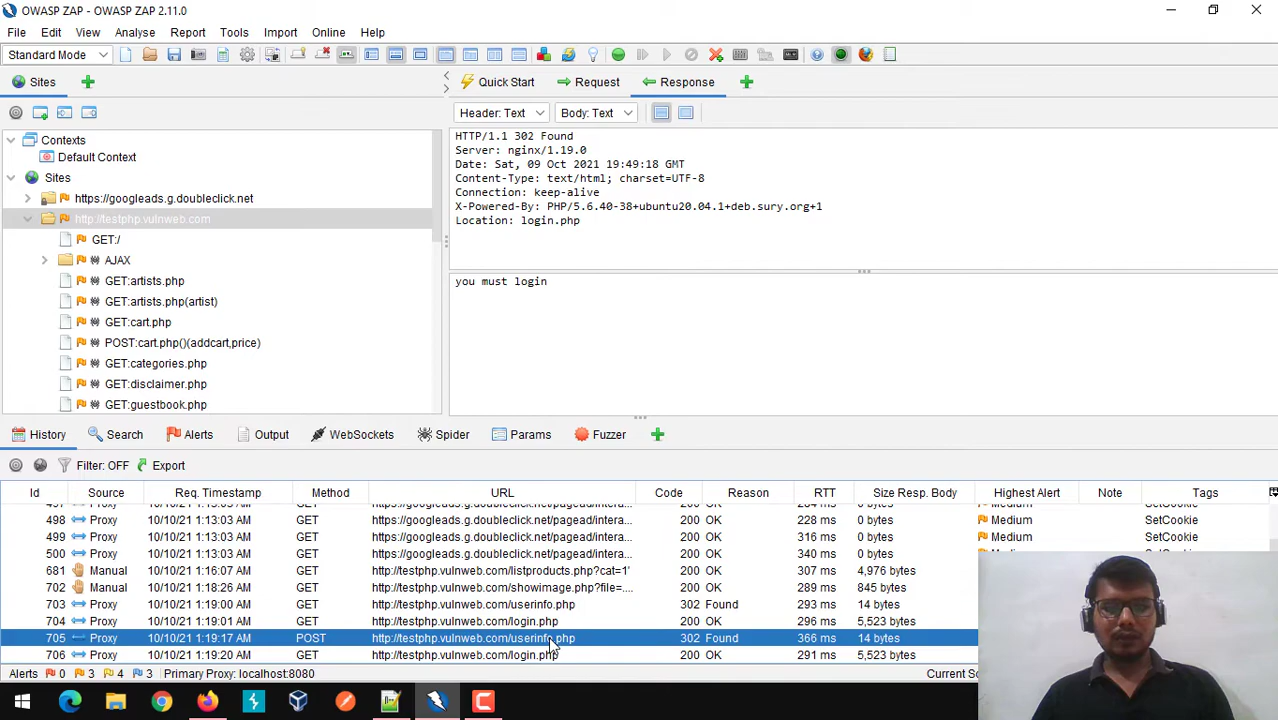 OWASP ZAP - OWASP ZAP 2.11.0
File Edit View Analyse Report Tools Import Online Help
Standard Mode
Sites
Quick Start Request Response
Header: Text Body: Text
Contexts
Default Context
Sites
https://googleads.g.doubleclick.net
http://testphp.vulnweb.com
GET:/
AJAX
GET:artists.php
GET:artists.php(artist)
GET:cart.php
POST:cart.php()(addcart,price)
GET:categories.php
GET:disclaimer.php
GET:guestbook.php
HTTP/1.1 302 Found
Server: nginx/1.19.0
Date: Sat, 09 Oct 2021 19:49:18 GMT
Content-Type: text/html; charset=UTF-8
Connection: keep-alive
X-Powered-By: PHP/5.6.40-38+ubuntu20.04.1+deb.sury.org+1
Location: login.php
you must login
History Search Alerts Output WebSockets Spider Params Fuzzer
Filter: OFF Export
Id Source Req. Timestamp Method URL Code Reason RTT Size Resp. Body Highest Alert Note Tags
498 Proxy 10/10/21 1:13:03 AM GET https://googleads.g.doubleclick.net/pagead/intera... 200 OK 228 ms 0 bytes Medium SetCookie
499 Proxy 10/10/21 1:13:03 AM GET https://googleads.g.doubleclick.net/pagead/intera... 200 OK 316 ms 0 bytes Medium SetCookie
500 Proxy 10/10/21 1:13:03 AM GET https://googleads.g.doubleclick.net/pagead/intera... 200 OK 340 ms 0 bytes Medium SetCookie
681 Manual 10/10/21 1:16:07 AM GET http://testphp.vulnweb.com/listproducts.php?cat=1' 200 OK 307 ms 4,976 bytes
702 Manual 10/10/21 1:18:26 AM GET http://testphp.vulnweb.com/showimage.php?file=.... 200 OK 289 ms 845 bytes
703 Proxy 10/10/21 1:19:00 AM GET http://testphp.vulnweb.com/userinfo.php 302 Found 293 ms 14 bytes
704 Proxy 10/10/21 1:19:01 AM GET http://testphp.vulnweb.com/login.php 200 OK 296 ms 5,523 bytes
705 Proxy 10/10/21 1:19:17 AM POST http://testphp.vulnweb.com/userinfo.php 302 Found 366 ms 14 bytes
706 Proxy 10/10/21 1:19:20 AM GET http://testphp.vulnweb.com/login.php 200 OK 291 ms 5,523 bytes
Alerts 0 3 4 3 Primary Proxy: localhost:8080 Current